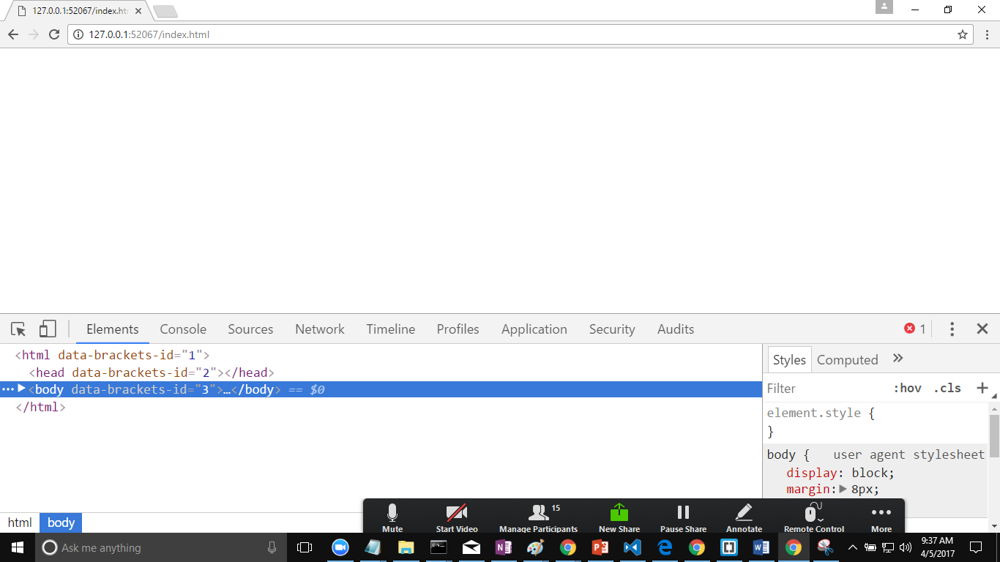 127.0.0.1:52067/index.ht
127.0.0.1:52067/index.html
Elements Console Sources Network Timeline Profiles Application Security Audits 1
<html data-brackets-id="1">
<head data-brackets-id="2"></head>
<body data-brackets-id="3">…</body> == $0
</html>
Styles Computed
Filter :hov .cls
element.style {
}
body { user agent stylesheet
display: block;
margin: 8px;
html body
15
Mute Start Video Manage Participants New Share Pause Share Annotate Remote Control More
Ask me anything
9:37 AM
4/5/2017